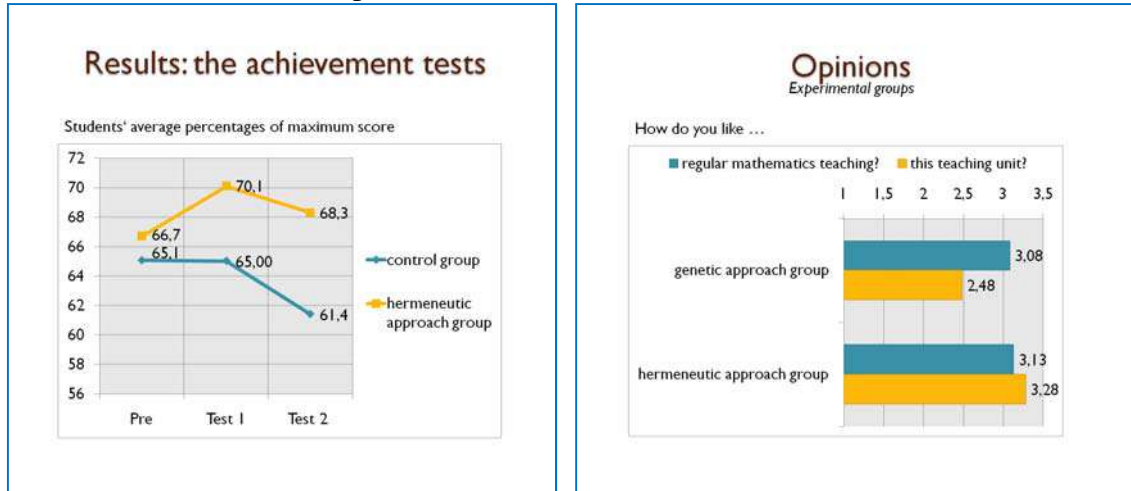 Results: the achievement tests
Students' average percentages of maximum score
72
70
68
66
64
62
60
58
56
70,1
68,3
66,7
65,1
65,00
61,4
control group
hermeneutic
approach group
Pre
Test 1
Test 2
Opinions
Experimental groups
How do you like …
regular mathematics teaching?
this teaching unit?
1 1,5 2 2,5 3 3,5
genetic approach group
3,08
2,48
hermeneutic approach group
3,13
3,28